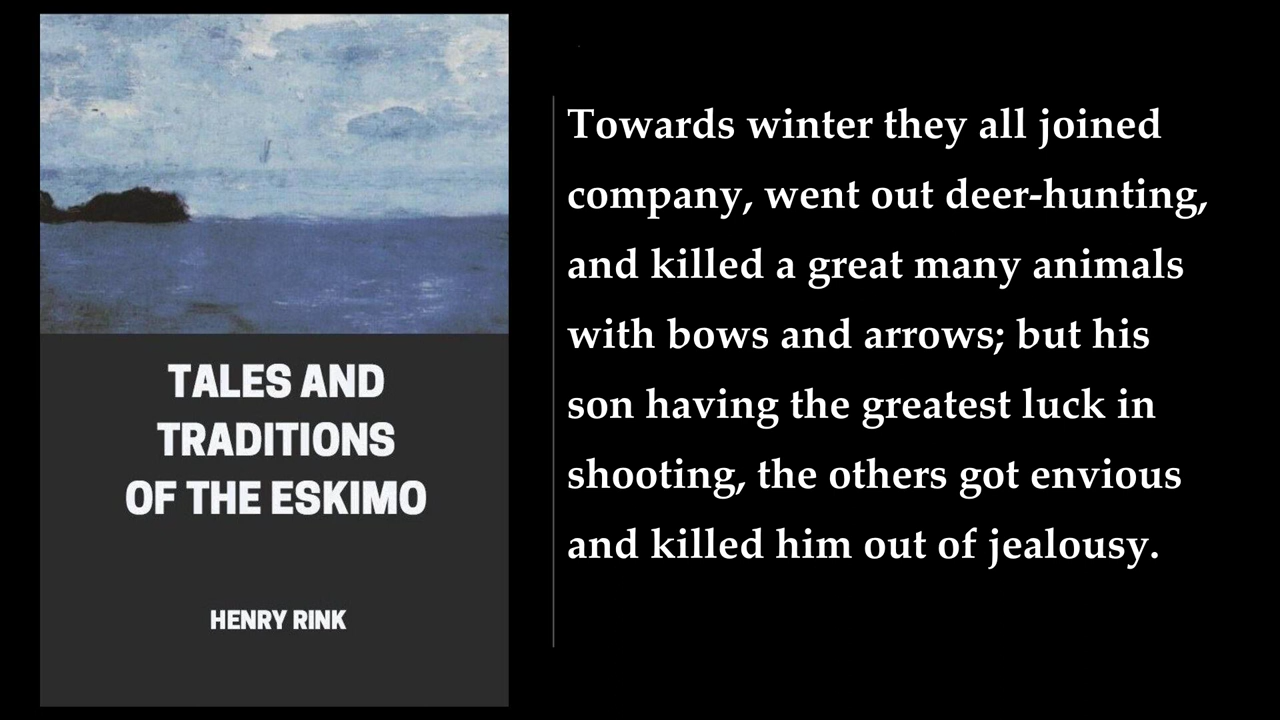 TALES AND
TRADITIONS
OF THE ESKIMO
HENRY RINK
Towards winter they all joined
company, went out deer-hunting,
and killed a great many animals
with bows and arrows; but his
son having the greatest luck in
shooting, the others got envious
and killed him out of jealousy.